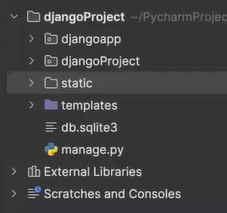 djangoProject ~/PycharmProjec
djangoapp
djangoProject
static
templates
db.sqlite3
manage.py
External Libraries
Scratches and Consoles